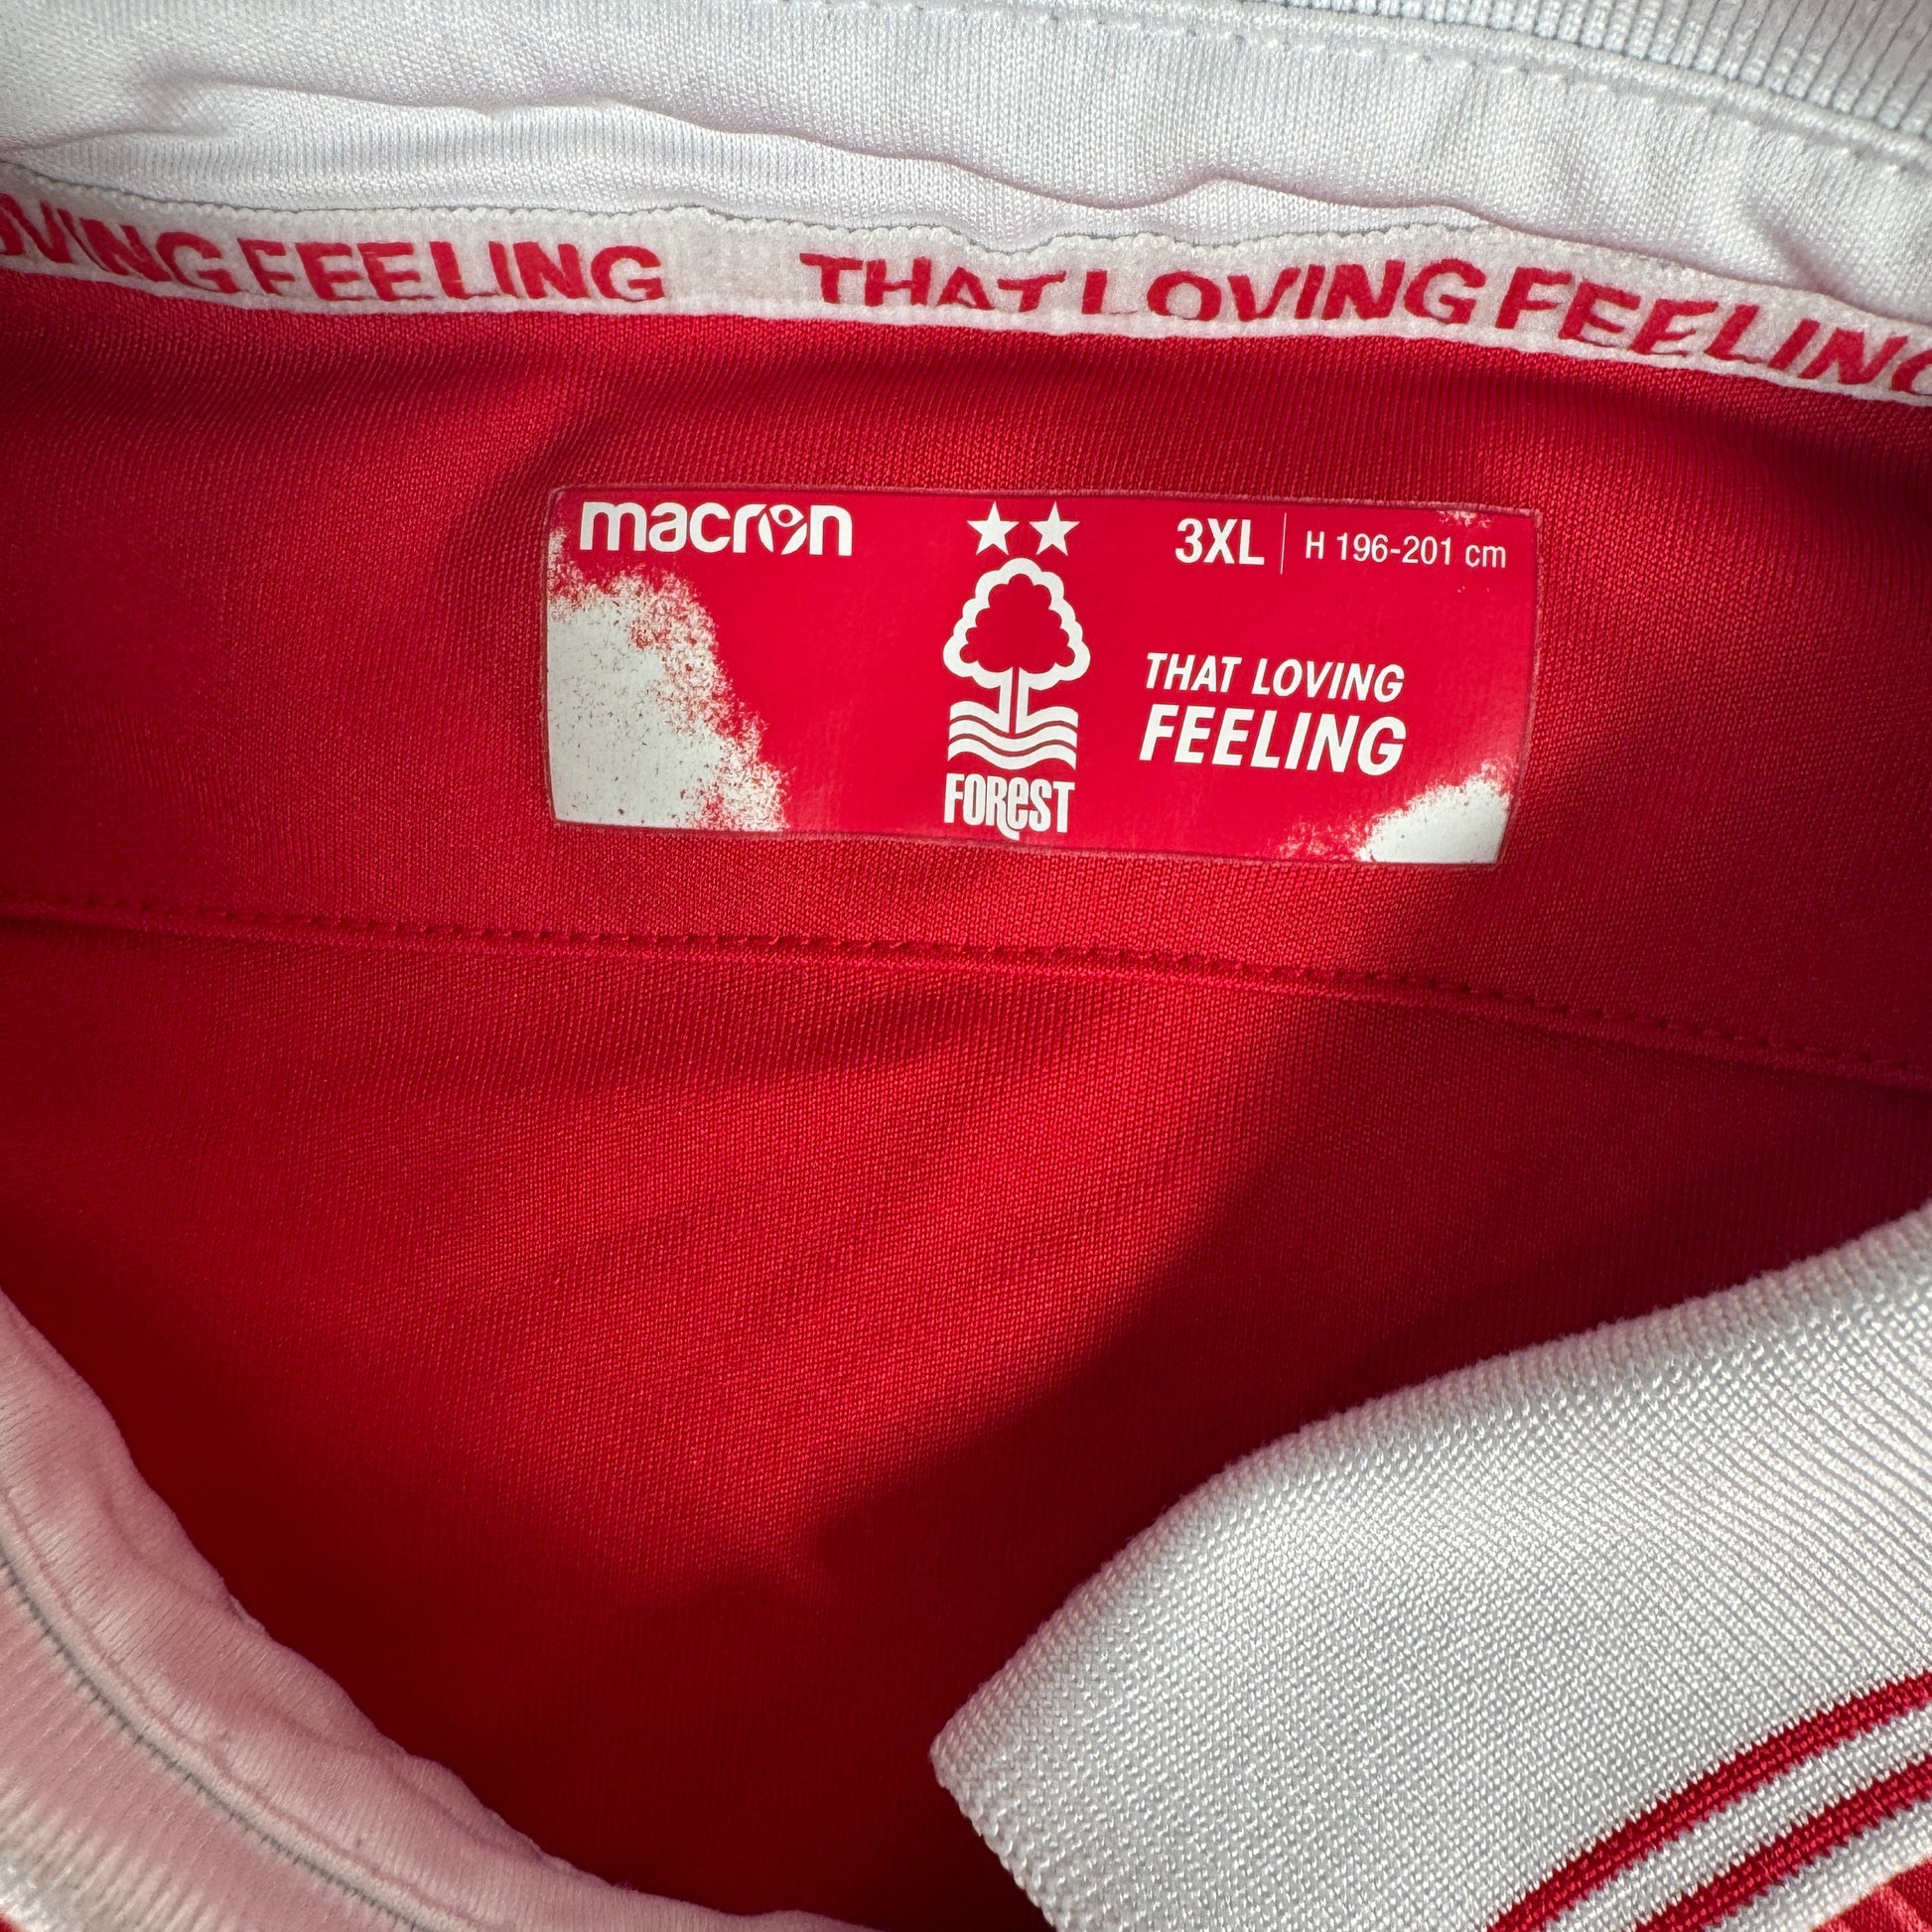 OVING FEELING THAT LOVING FEELING
macron
3XL H 196-201 cm
THAT LOVING
FEELING
FOREST